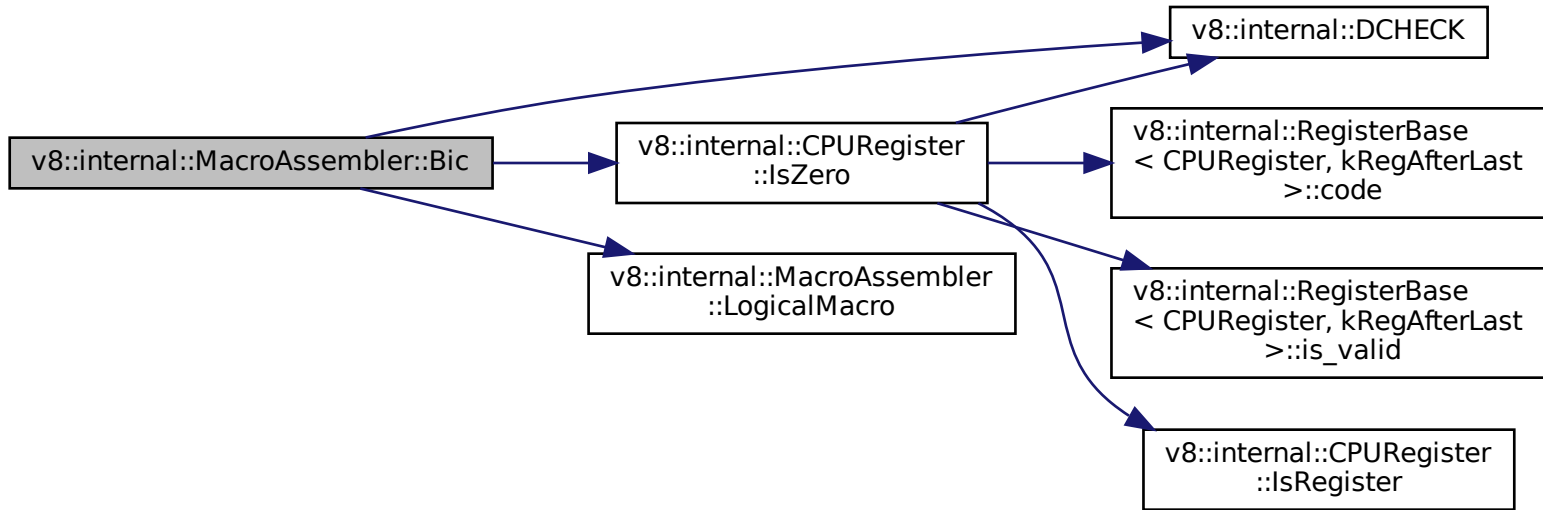 v8::internal::MacroAssembler::Bic
v8::internal::CPURegister
::IsZero
v8::internal::MacroAssembler
::LogicalMacro
v8::internal::DCHECK
v8::internal::RegisterBase
< CPURegister, kRegAfterLast
>::code
v8::internal::RegisterBase
< CPURegister, kRegAfterLast
>::is_valid
v8::internal::CPURegister
::IsRegister